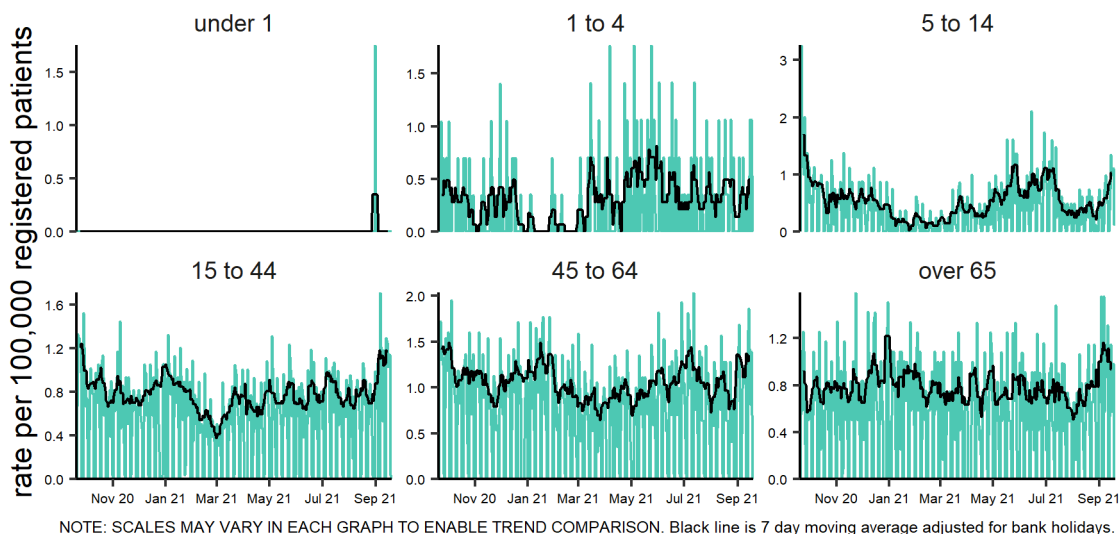 rate per 100,000 registered patients
under 1
1 to 4
5 to 14
1.5
1.0
0.5
0.0
1.5
1.0
0.5
0.0
3
2
1
0
15 to 44
45 to 64
over 65
1.6
1.2
0.8
0.4
0.0
2.0
1.5
1.0
0.5
0.0
1.2
0.8
0.4
0.0
Nov 20 Jan 21 Mar 21 May 21 Jul 21 Sep 21
Nov 20 Jan 21 Mar 21 May 21 Jul 21 Sep 21
Nov 20 Jan 21 Mar 21 May 21 Jul 21 Sep 21
NOTE: SCALES MAY VARY IN EACH GRAPH TO ENABLE TREND COMPARISON. Black line is 7 day moving average adjusted for bank holidays.